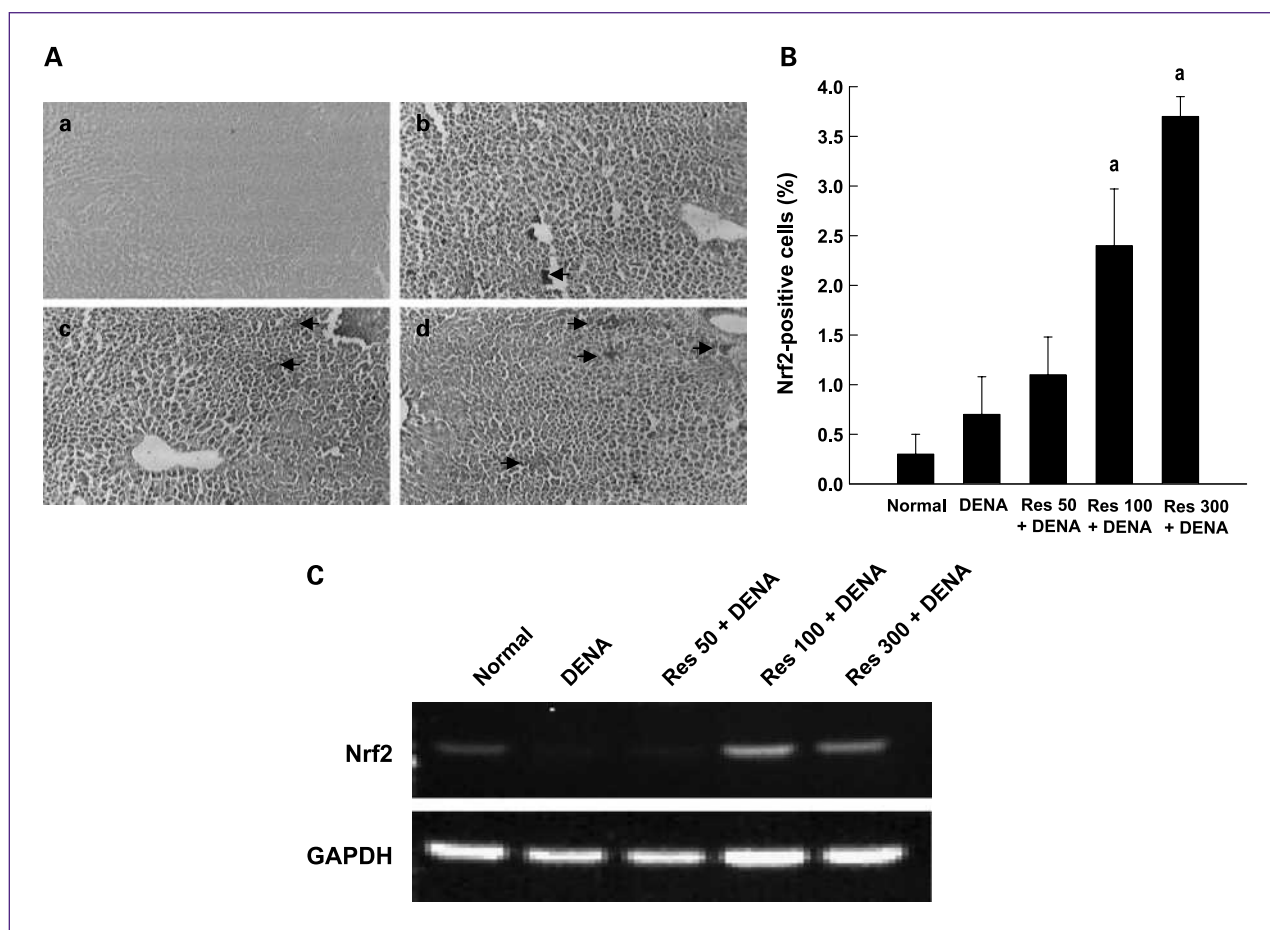 A
a
b
c
d
B
Nrf2-positive cells (%)
4.0
3.5
3.0
2.5
2.0
1.5
1.0
0.5
0.0
a
a
Normal
DENA
Res 50
+ DENA
Res 100
+ DENA
Res 300
+ DENA
C
Normal
DENA
Res 50 + DENA
Res 100 + DENA
Res 300 + DENA
Nrf2
GAPDH